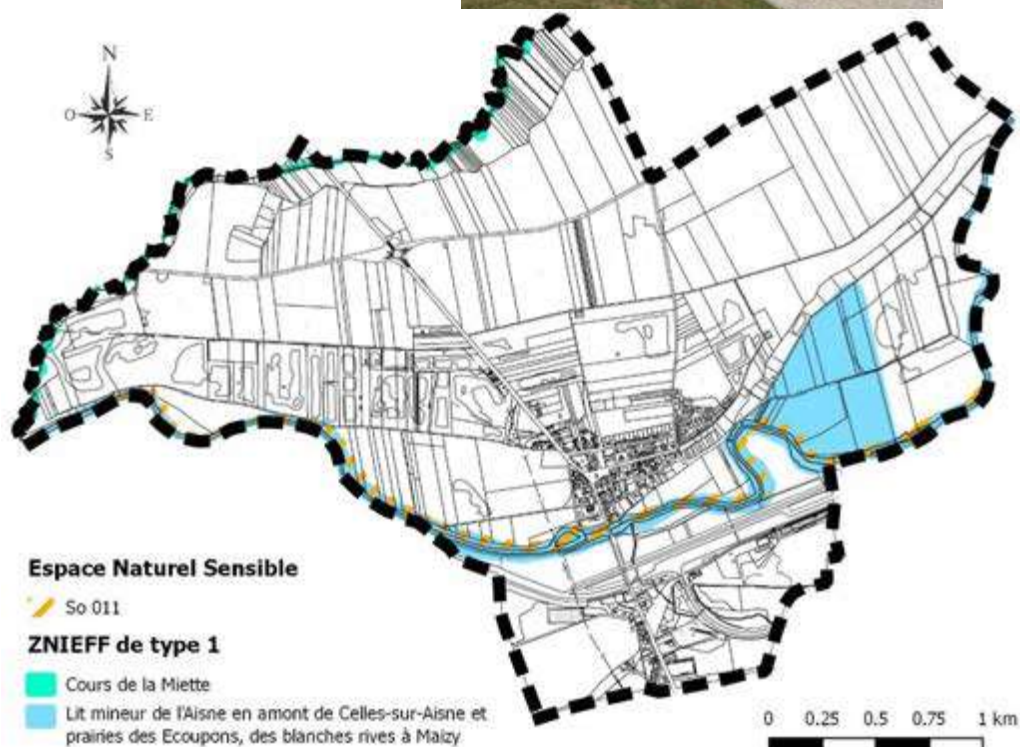 N
O E
S
Espace Naturel Sensible
So 011
ZNIEFF de type 1
Cours de la Miette
Lit mineur de l'Aisne en amont de Celles-sur-Aisne et
prairies des Ecoupons, des blanches rives à Maizy
0 0.25 0.5 0.75 1 km